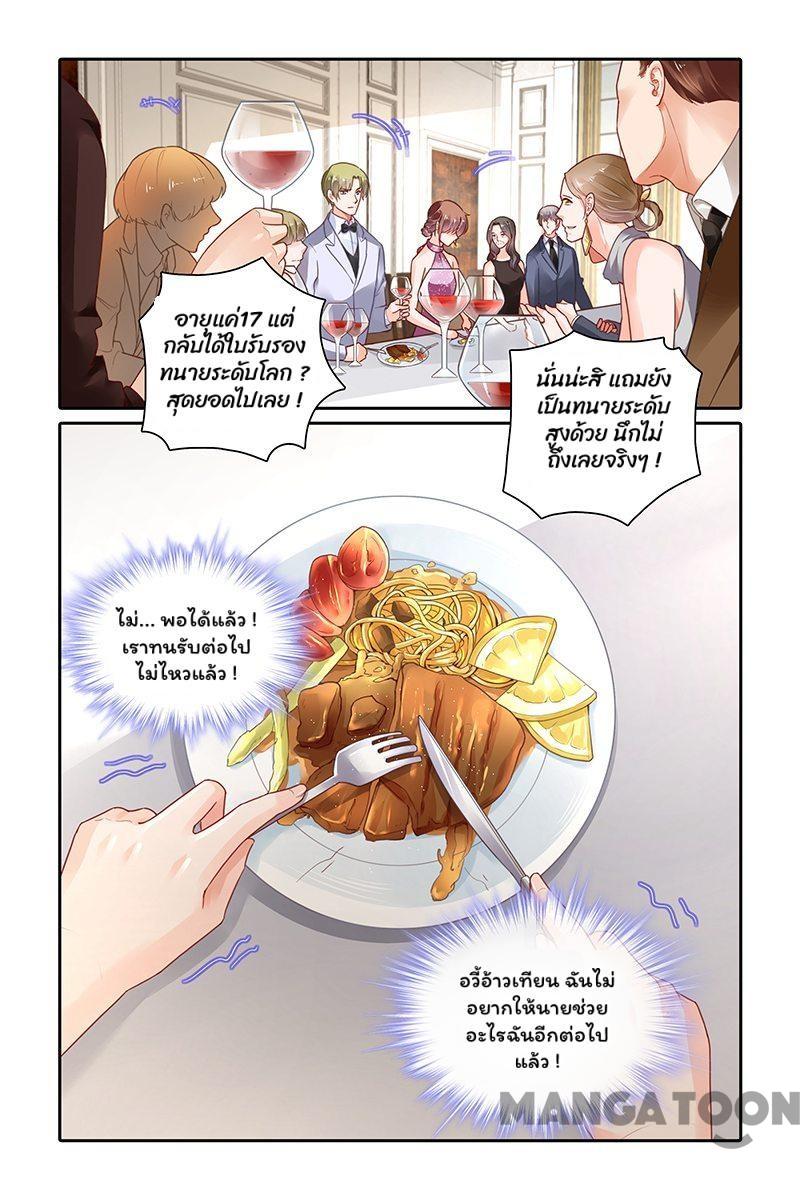 อายุแค่17 แต่
กลับได้ใบรับรอง
ทนายระดับโลก ?
สุดยอดไปเลย !
นั่นน่ะสิ แถมยัง
เป็นทนายระดับ
สูงด้วย นึกไม่
ถึงเลยจริงๆ !
ไม่... พอได้แล้ว !
เราทนรับต่อไป
ไม่ไหวแล้ว !
อวี้อ้าวเทียน ฉันไม่
อยากให้นายช่วย
อะไรฉันอีกต่อไป
แล้ว !
MANGATOON